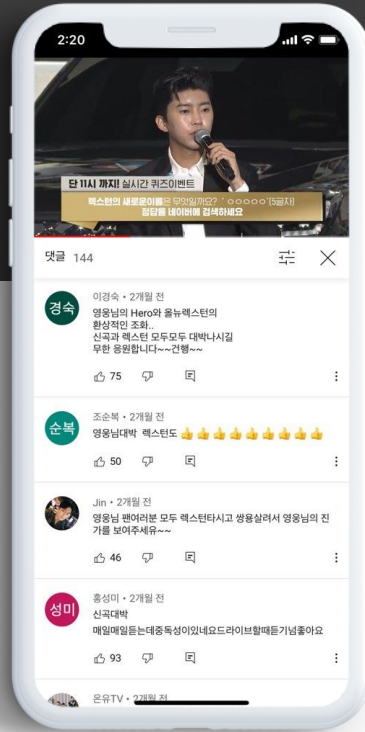 2:20
단 11시 까지! 실시간 퀴즈이벤트
렉스턴의 새로운이름은 무엇일까요? ' ㅇㅇㅇㅇㅇ'(5글자)
정답을 네이버에 검색하세요
댓글 144
경숙
이경숙 • 2개월 전
영웅님의 Hero와 올뉴렉스턴의
환상적인 조화..
신곡과 렉스턴 모두모두 대박나시길
무한 응원합니다~~건행~~
75
순복
조순복 • 2개월 전
영웅님대박 렉스턴도 👍👍👍👍👍👍👍👍👍
50
Jin • 2개월 전
영웅님 팬여러분 모두 렉스턴타시고 쌍용살려서 영웅님의 진
가를 보여주세유~~
46
성미
홍성미 • 2개월 전
신곡대박
매일매일듣는데중독성이있네요드라이브할때듣기넘좋아요
93
온유TV • 2개월 전